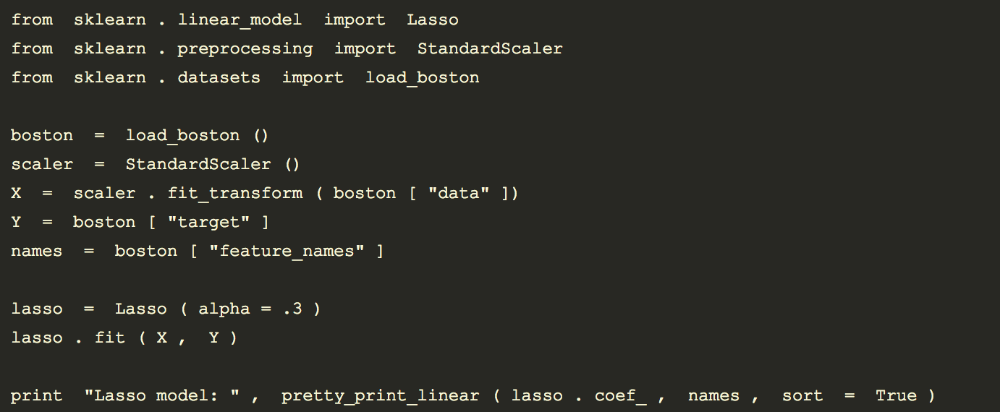 from sklearn . linear_model import Lasso
from sklearn . preprocessing import StandardScaler
from sklearn . datasets import load_boston
boston = load_boston ()
scaler = StandardScaler ()
X = scaler . fit_transform ( boston [ "data" ])
Y = boston [ "target" ]
names = boston [ "feature_names" ]
lasso = Lasso ( alpha = .3 )
lasso . fit ( X , Y )
print "Lasso model: " , pretty_print_linear ( lasso . coef_ , names , sort = True )